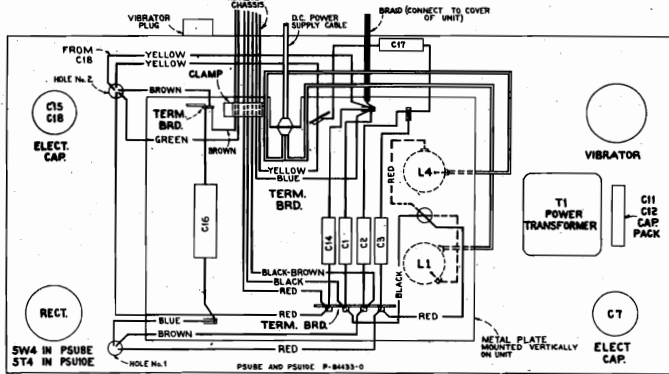 CHASSIS
VIBRATOR
PLUG
D.C. POWER
SUPPLY CABLE
BRAID (CONNECT TO COVER
OF UNIT)
C17
FROM
C18
YELLOW
YELLOW
HOLE No.2
CLAMP
BROWN
C15
C18
TERM.
BRD.
GREEN
BROWN
ELECT.
CAP.
VIBRATOR
YELLOW
BLUE
RED
L4
TERM.
BRD.
C16
T1
POWER
TRANSFORMER
C11
C12
CAP.
PACK
C14
C1
C2
C3
L1
BLACK-BROWN
BLACK
RED
BLACK
RECT.
RED
TERM. BRD.
RED
C7
BLUE
BROWN
5W4 IN PSU8E
5T4 IN PSU10E
HOLE No.1
RED
METAL PLATE
MOUNTED VERTICALLY
ON UNIT
ELECT
CAP.
PSU8E AND PSU10E P-84433-0